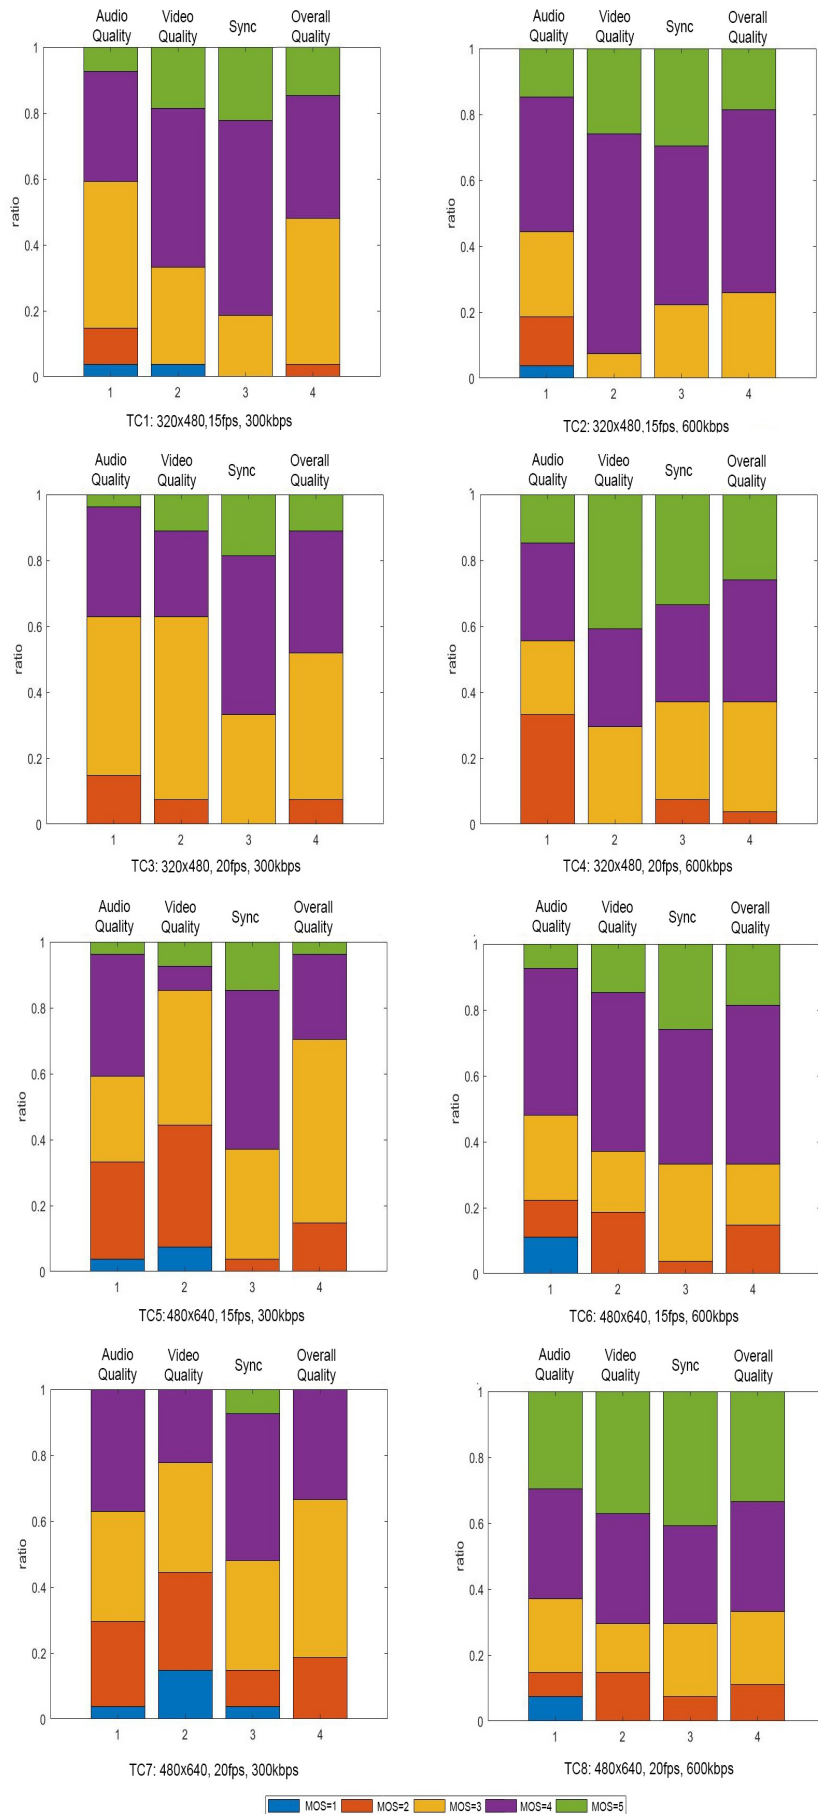 Audio Quality
Video Quality
Sync
Overall Quality
1
0.8
0.6
0.4
0.2
0
ratio
1 2 3 4
TC1: 320x480,15fps, 300kbps
Audio Quality
Video Quality
Sync
Overall Quality
1
0.8
0.6
0.4
0.2
0
ratio
1 2 3 4
TC2: 320x480,15fps, 600kbps
Audio Quality
Video Quality
Sync
Overall Quality
1
0.8
0.6
0.4
0.2
0
ratio
1 2 3 4
TC3: 320x480, 20fps, 300kbps
Audio Quality
Video Quality
Sync
Overall Quality
1
0.8
0.6
0.4
0.2
0
ratio
1 2 3 4
TC4: 320x480, 20fps, 600kbps
Audio Quality
Video Quality
Sync
Overall Quality
1
0.8
0.6
0.4
0.2
0
ratio
1 2 3 4
TC5: 480x640, 15fps, 300kbps
Audio Quality
Video Quality
Sync
Overall Quality
1
0.8
0.6
0.4
0.2
0
ratio
1 2 3 4
TC6: 480x640, 15fps, 600kbps
Audio Quality
Video Quality
Sync
Overall Quality
1
0.8
0.6
0.4
0.2
0
ratio
1 2 3 4
TC7: 480x640, 20fps, 300kbps
Audio Quality
Video Quality
Sync
Overall Quality
1
0.8
0.6
0.4
0.2
0
ratio
1 2 3 4
TC8: 480x640, 20fps, 600kbps
MOS=1 MOS=2 MOS=3 MOS=4 MOS=5